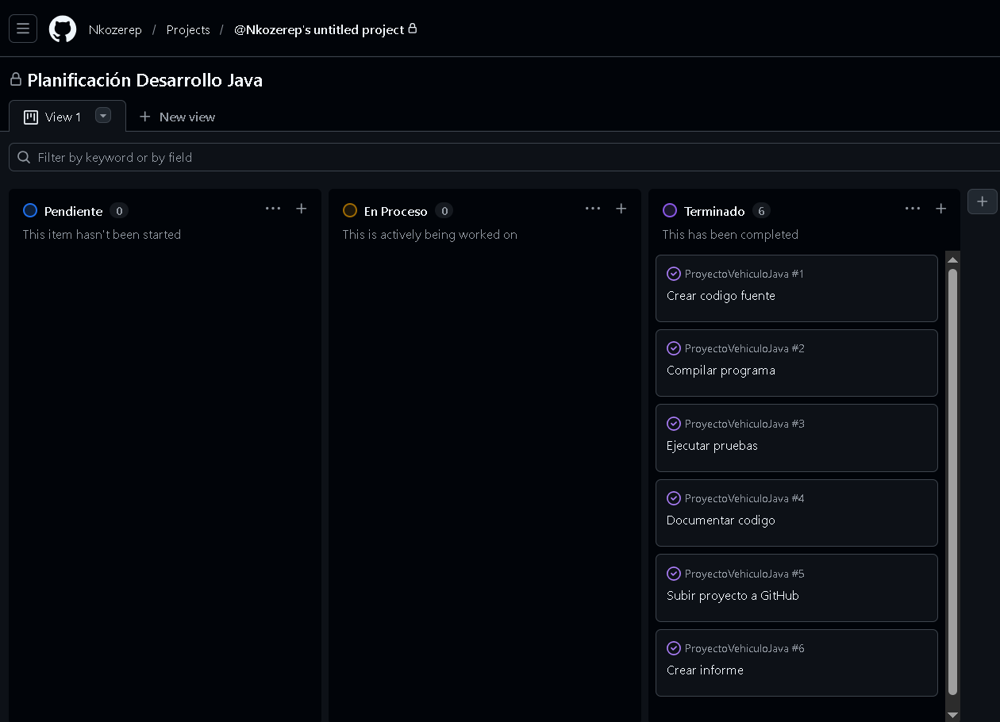 Nkozerep / Projects / @Nkozerep's untitled project
Planificación Desarrollo Java
View 1
New view
Filter by keyword or by field
Pendiente 0
This item hasn't been started
En Proceso 0
This is actively being worked on
Terminado 6
This has been completed
ProyectoVehiculoJava #1
Crear codigo fuente
ProyectoVehiculoJava #2
Compilar programa
ProyectoVehiculoJava #3
Ejecutar pruebas
ProyectoVehiculoJava #4
Documentar codigo
ProyectoVehiculoJava #5
Subir proyecto a GitHub
ProyectoVehiculoJava #6
Crear informe